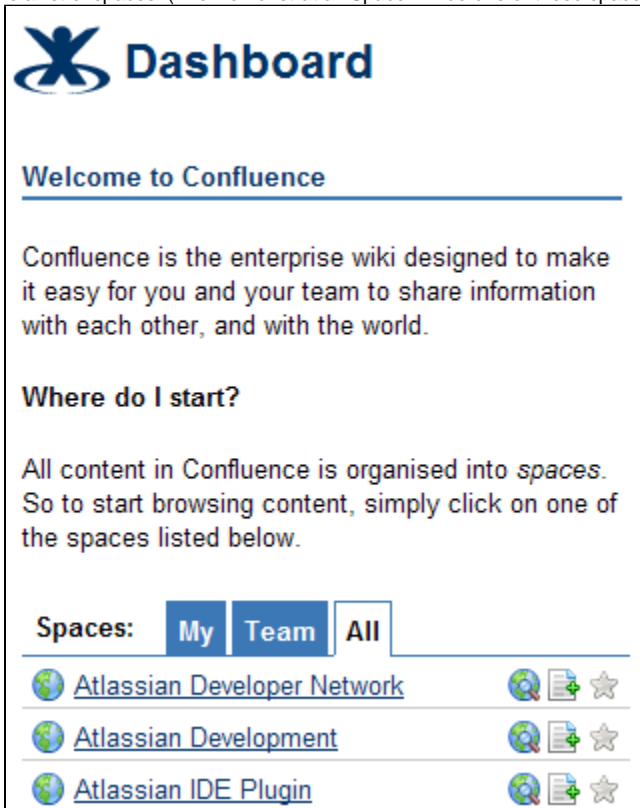 Dashboard
Welcome to Confluence
Confluence is the enterprise wiki designed to make
it easy for you and your team to share information
with each other, and with the world.
Where do I start?
All content in Confluence is organised into spaces.
So to start browsing content, simply click on one of
the spaces listed below.
Spaces: My Team All
Atlassian Developer Network
Atlassian Development
Atlassian IDE Plugin